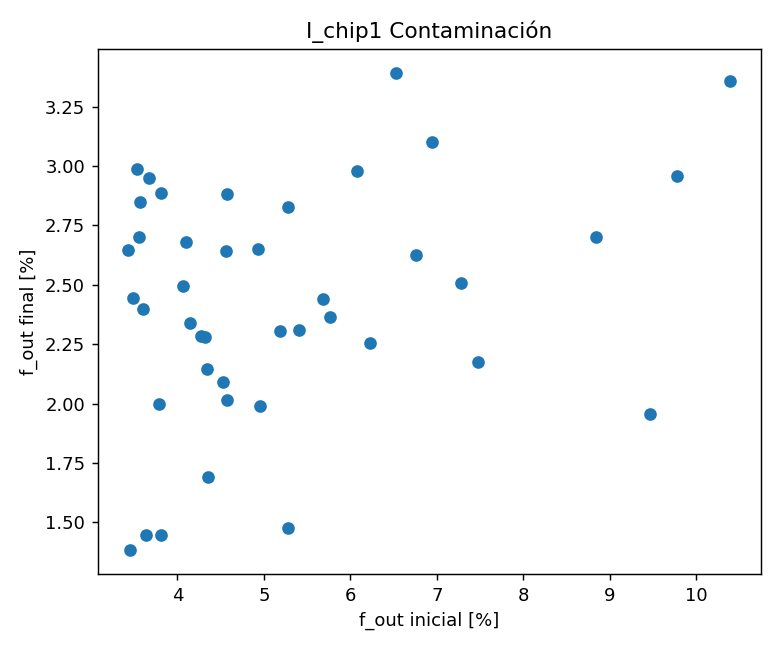 I_chip1 Contaminación
3.25
3.00
2.75
2.50
2.25
2.00
1.75
1.50
f_out final [%]
4 5 6 7 8 9 10
f_out inicial [%]